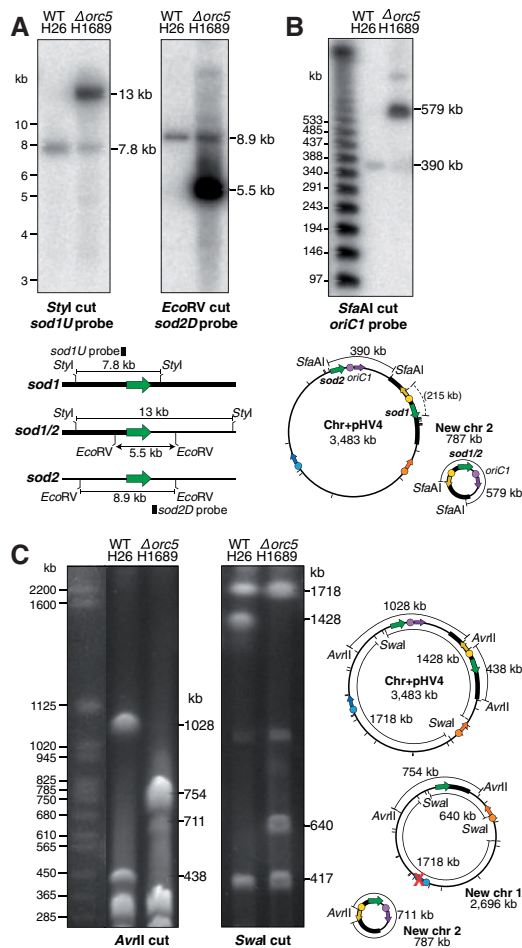 A
WT Δorc5
H26 H1689
kb
13 kb
10
8
7.8 kb
6
5
4
3
StyI cut
sod1U probe
WT Δorc5
H26 H1689
8.9 kb
5.5 kb
EcoRV cut
sod2D probe
B
WT Δorc5
H26 H1689
kb
579 kb
533
485
437
388
390 kb
340
291
243
194
146
97
SfaAI cut
oriC1 probe
sod1U probe
StyI 7.8 kb StyI
sod1
StyI 13 kb StyI
sod1/2
EcoRV 5.5 kb EcoRV
sod2
EcoRV 8.9 kb EcoRV
sod2D probe
390 kb
SfaAI SfaAI
sod2 oriC1
(215 kb)
sod1
Chr+pHV4
3,483 kb
New chr 2
787 kb
sod1/2
oriC1
SfaAI
579 kb
SfaAI
C
WT Δorc5
H26 H1689
kb
2200
1600
1125
1020
945
825
785
750
680
610
565
450
365
285
kb
1028
754
711
438
AvrII cut
WT Δorc5
H26 H1689
kb
1718
1428
640
417
SwaI cut
1028 kb
AvrII
SwaI
AvrII
1428 kb
438 kb
Chr+pHV4
3,483 kb
AvrII
SwaI
1718 kb
754 kb
AvrII
AvrII
SwaI
640 kb
SwaI
1718 kb
New chr 1
2,696 kb
AvrII
711 kb
New chr 2
787 kb